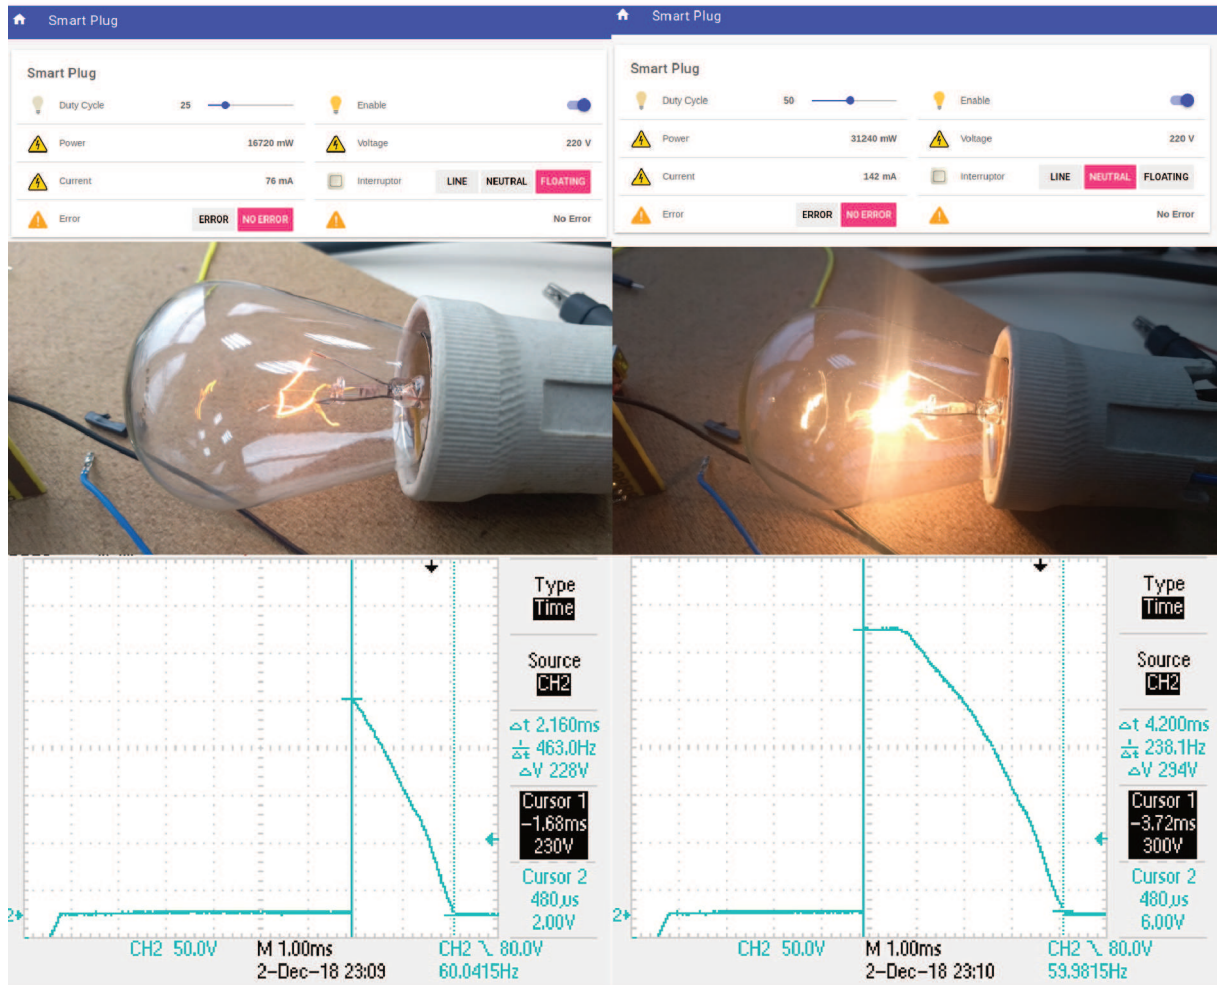 Smart Plug
Smart Plug
Duty Cycle 25 Enable
Power 16720 mW Voltage 220 V
Current 76 mA Interruptor LINE NEUTRAL FLOATING
Error ERROR NO ERROR No Error
Smart Plug
Smart Plug
Duty Cycle 50 Enable
Power 31240 mW Voltage 220 V
Current 142 mA Interruptor LINE NEUTRAL FLOATING
Error ERROR NO ERROR No Error
Type
Time
Source
CH2
△t 2.160ms
1/△t 463.0Hz
△V 228V
Cursor 1
-1.68ms
230V
Cursor 2
480µs
2.00V
2
CH2 50.0V M 1.00ms CH2 \ 80.0V
2-Dec-18 23:09 60.0415Hz
Type
Time
Source
CH2
△t 4.200ms
1/△t 238.1Hz
△V 294V
Cursor 1
-3.72ms
300V
Cursor 2
480µs
6.00V
2
CH2 50.0V M 1.00ms CH2 \ 80.0V
2-Dec-18 23:10 59.9815Hz